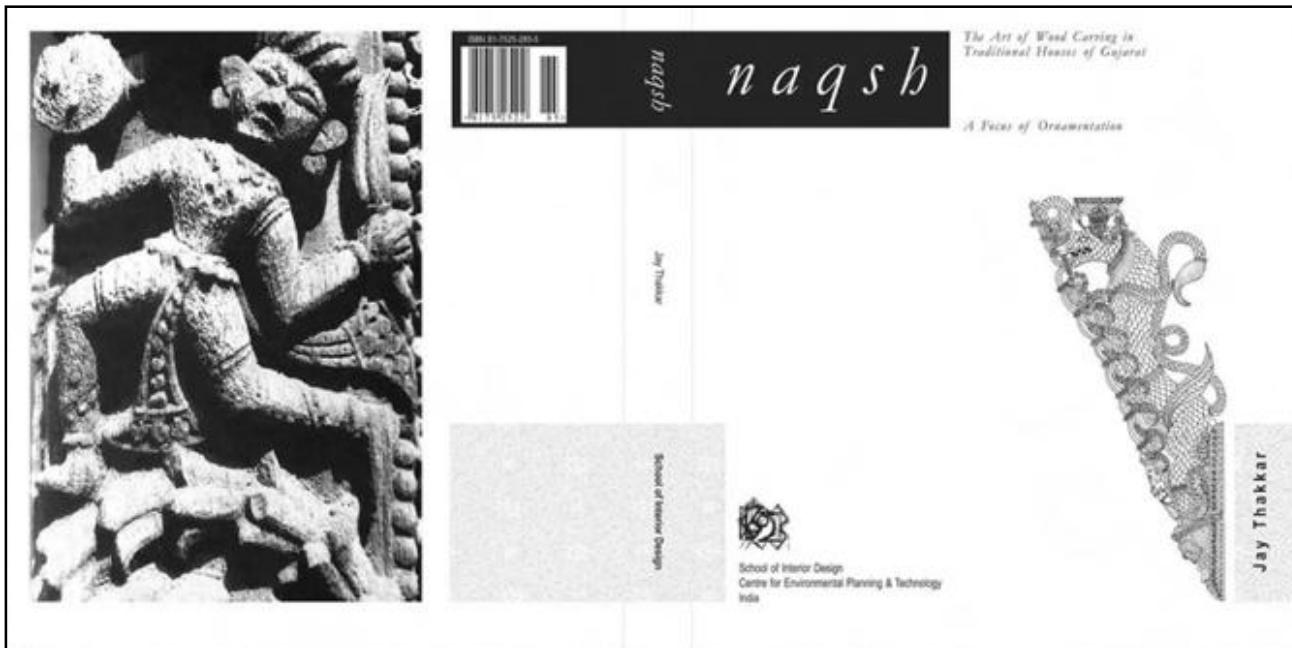 naqsh
Jay Thakkar
School of Interior Design
naqsh
School of Interior Design
Centre for Environmental Planning & Technology
India
The Art of Wood Carving in
Traditional Houses of Gujarat
A Focus of Ornamentation
Jay Thakkar